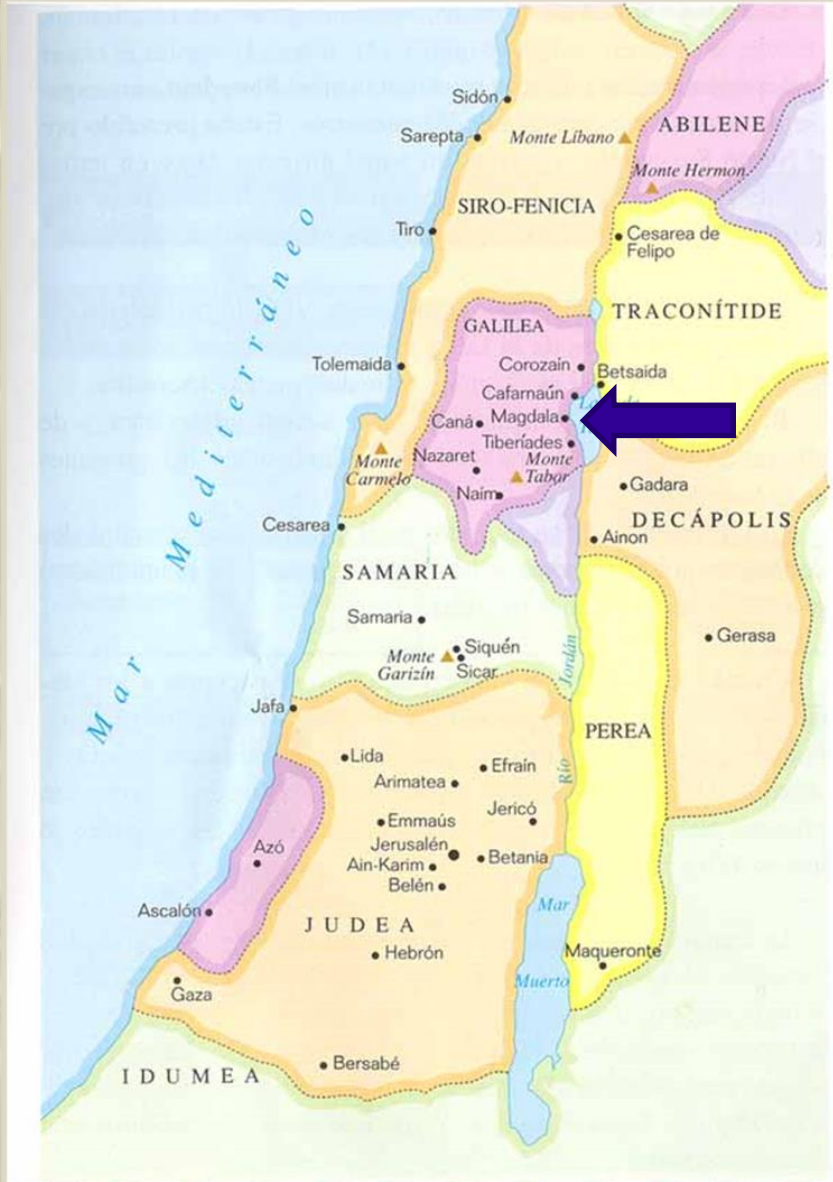 Sidón
ABILENE
Sarepta
Monte Líbano
Monte Hermon
SIRO-FENICIA
Tiro
Cesarea de
Felipo
TRACONÍTIDE
GALILEA
Tolemaida
Corozaín
Betsaida
Cafarnaún
Magdala
Caná
Tiberíades
Nazaret
Monte
Tabor
Monte
Carmelo
Naim
Gadara
DECÁPOLIS
Cesarea
Ainon
Mar Mediterráneo
SAMARIA
Samaria
Siquén
Monte
Garizín
Sicar
Gerasa
Río Jordán
Jafa
PEREA
Lida
Efraín
Arimatea
Jericó
Emmaús
Jerusalén
Azó
Ain-Karim
Betania
Belén
Ascalón
JUDEA
Mar
Muerto
Hebrón
Maqueronte
Gaza
Bersabé
IDUMEA